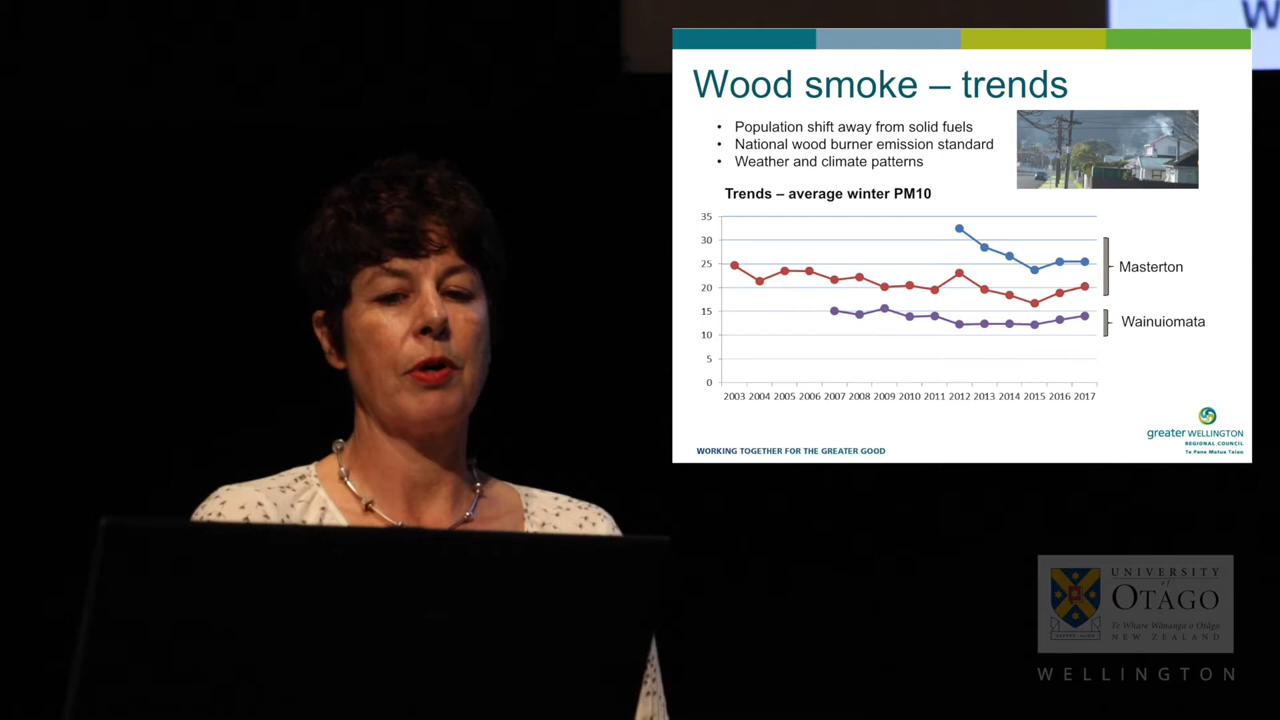 W
Wood smoke – trends
• Population shift away from solid fuels
• National wood burner emission standard
• Weather and climate patterns
Trends – average winter PM10
35
30
25
20
15
10
5
0
2003 2004 2005 2006 2007 2008 2009 2010 2011 2012 2013 2014 2015 2016 2017
Masterton
Wainuiomata
greater WELLINGTON
REGIONAL COUNCIL
Te Pane Matua Taiao
WORKING TOGETHER FOR THE GREATER GOOD
UNIVERSITY
of
OTAGO
Te Whare Wānanga o Otāgo
NEW ZEALAND
WELLINGTON